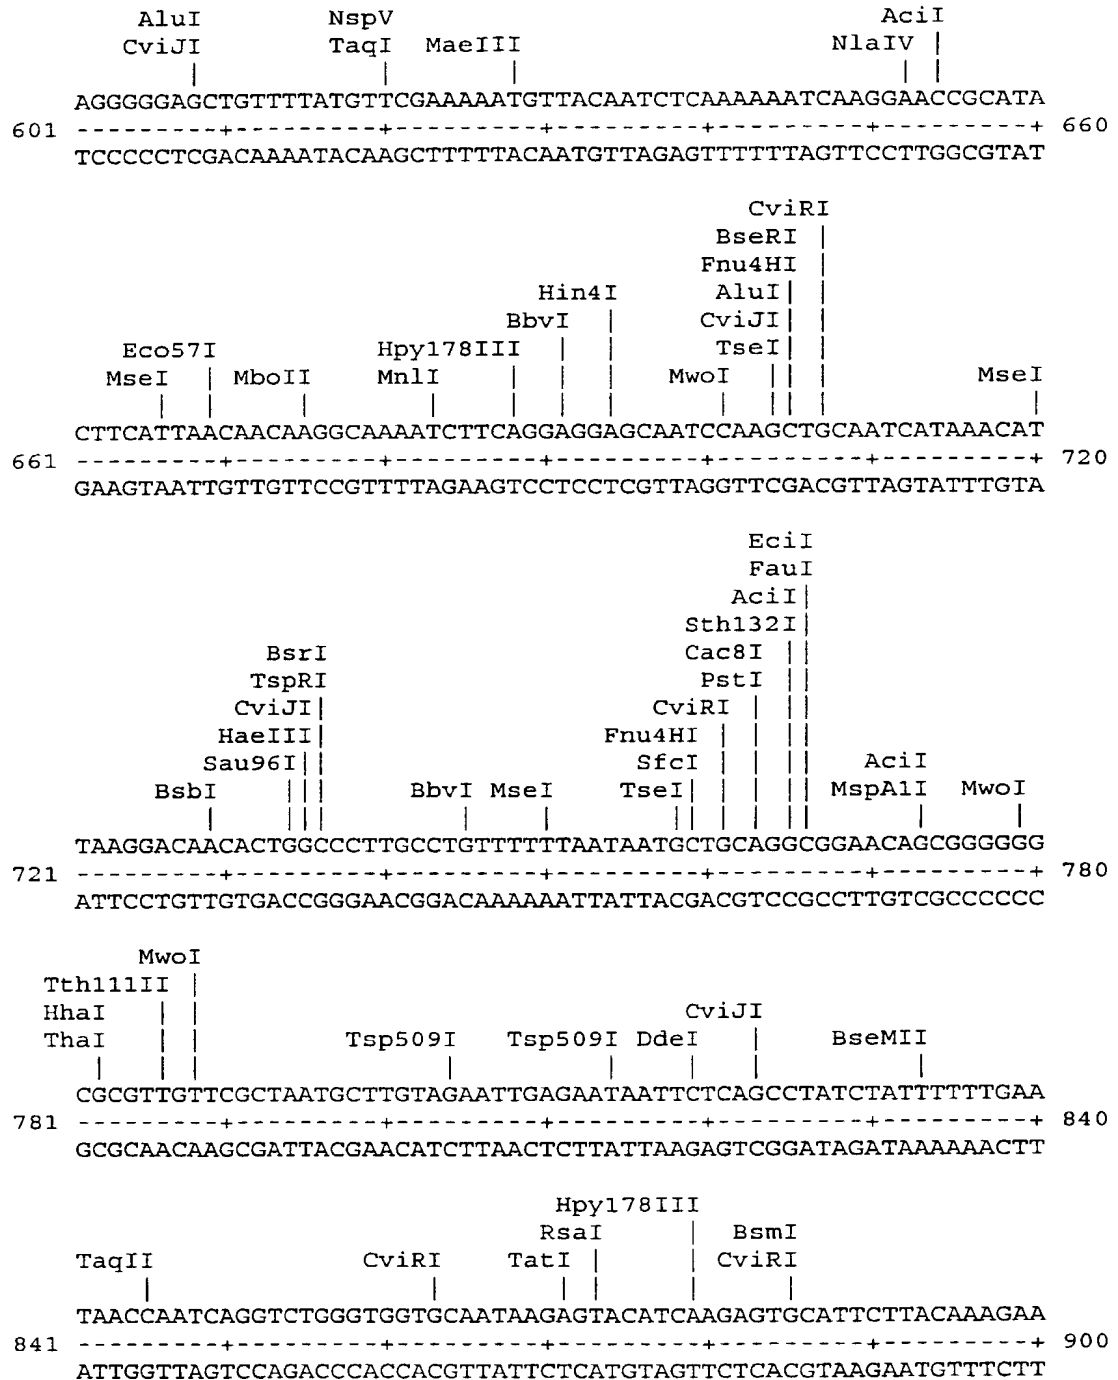 AluI NspV AciI
CviJI TaqI MaeIII NlaIV
AGGGGGAGCTGTTTTATGTTCGAAAAATGTTACAATCTCAAAAAATCAAGGAACCGCATA
601 ---------+---------+---------+---------+---------+---------+ 660
TCCCCCTCGACAAAATACAAGCTTTTTACAATGTTAGAGTTTTTTAGTTCCTTGGCGTAT
CviRI
BseRI
Fnu4HI
Hin4I AluI
BbvI CviJI
Eco57I Hpy178III TseI
MseI MboII MnlI MwoI MseI
CTTCATTAACAACAAGGCAAAATCTTCAGGAGGAGCAATCCAAGCTGCAATCATAAACAT
661 ---------+---------+---------+---------+---------+---------+ 720
GAAGTAATTGTTGTTCCGTTTTAGAAGTCCTCCTCGTTAGGTTCGACGTTAGTATTTGTA
EciI
FauI
AciI
Sth132I
BsrI Cac8I
TspRI PstI
CviJI CviRI
HaeIII Fnu4HI
Sau96I SfcI AciI
BsbI BbvI MseI TseI MspA1I MwoI
TAAGGACAACACTGGCCCTTGCCTGTTTTTTAATAATGCTGCAGGCGGAACAGCGGGGGG
721 ---------+---------+---------+---------+---------+---------+ 780
ATTCCTGTTGTGACCGGGAACGGACAAAAAATTATTACGACGTCCGCCTTGTCGCCCCCC
MwoI
Tth111II
HhaI CviJI
ThaI Tsp509I Tsp509I DdeI BseMII
CGCGTTGTTCGCTAATGCTTGTAGAATTGAGAATAATTCTCAGCCTATCTATTTTTTGAA
781 ---------+---------+---------+---------+---------+---------+ 840
GCGCAACAAGCGATTACGAACATCTTAACTCTTATTAAGAGTCGGATAGATAAAAAACTT
Hpy178III
RsaI BsmI
TaqII CviRI TatI CviRI
TAACCAATCAGGTCTGGGTGGTGCAATAAGAGTACATCAAGAGTGCATTCTTACAAAGAA
841 ---------+---------+---------+---------+---------+---------+ 900
ATTGGTTAGTCCAGACCCACCACGTTATTCTCATGTAGTTCTCACGTAAGAATGTTTCTT